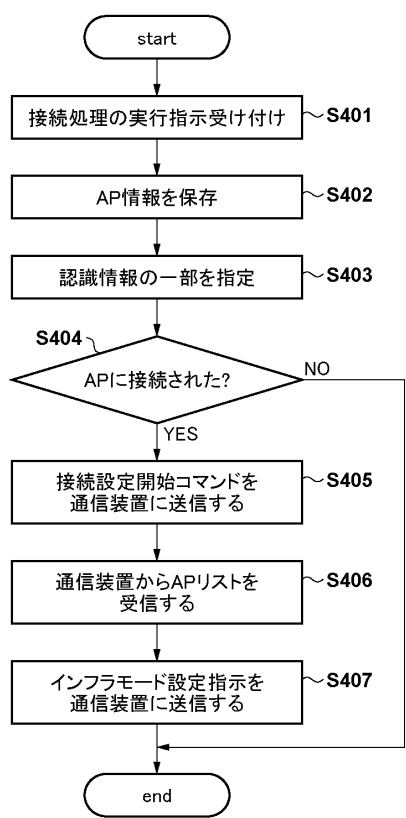 start
接続処理の実行指示受け付け
S401
AP情報を保存
S402
認識情報の一部を指定
S403
S404
APに接続された?
NO
YES
接続設定開始コマンドを
通信装置に送信する
S405
通信装置からAPリストを
受信する
S406
インフラモード設定指示を
通信装置に送信する
S407
end